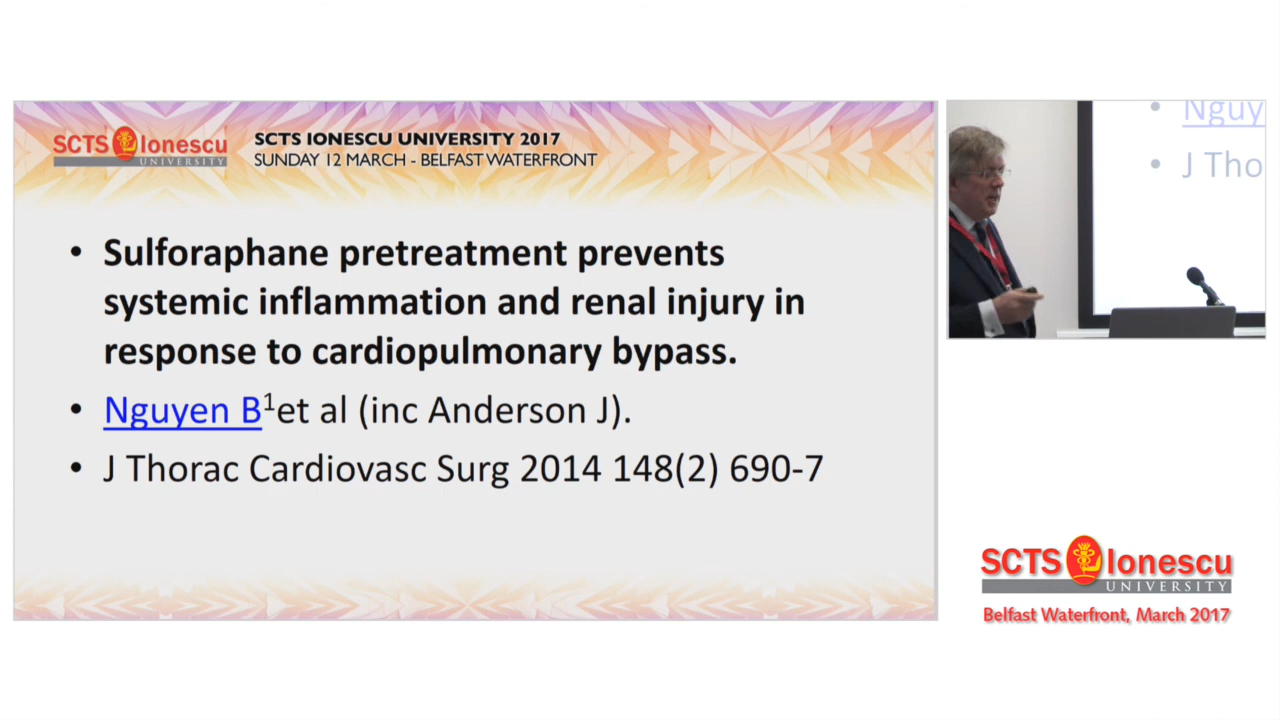 SCTS Ionescu
UNIVERSITY
SCTS IONESCU UNIVERSITY 2017
SUNDAY 12 MARCH - BELFAST WATERFRONT
• Sulforaphane pretreatment prevents
systemic inflammation and renal injury in
response to cardiopulmonary bypass.
• Nguyen B¹et al (inc Anderson J).
• J Thorac Cardiovasc Surg 2014 148(2) 690-7
• Nguy
• J Tho
SCTS Ionescu
UNIVERSITY
Belfast Waterfront, March 2017